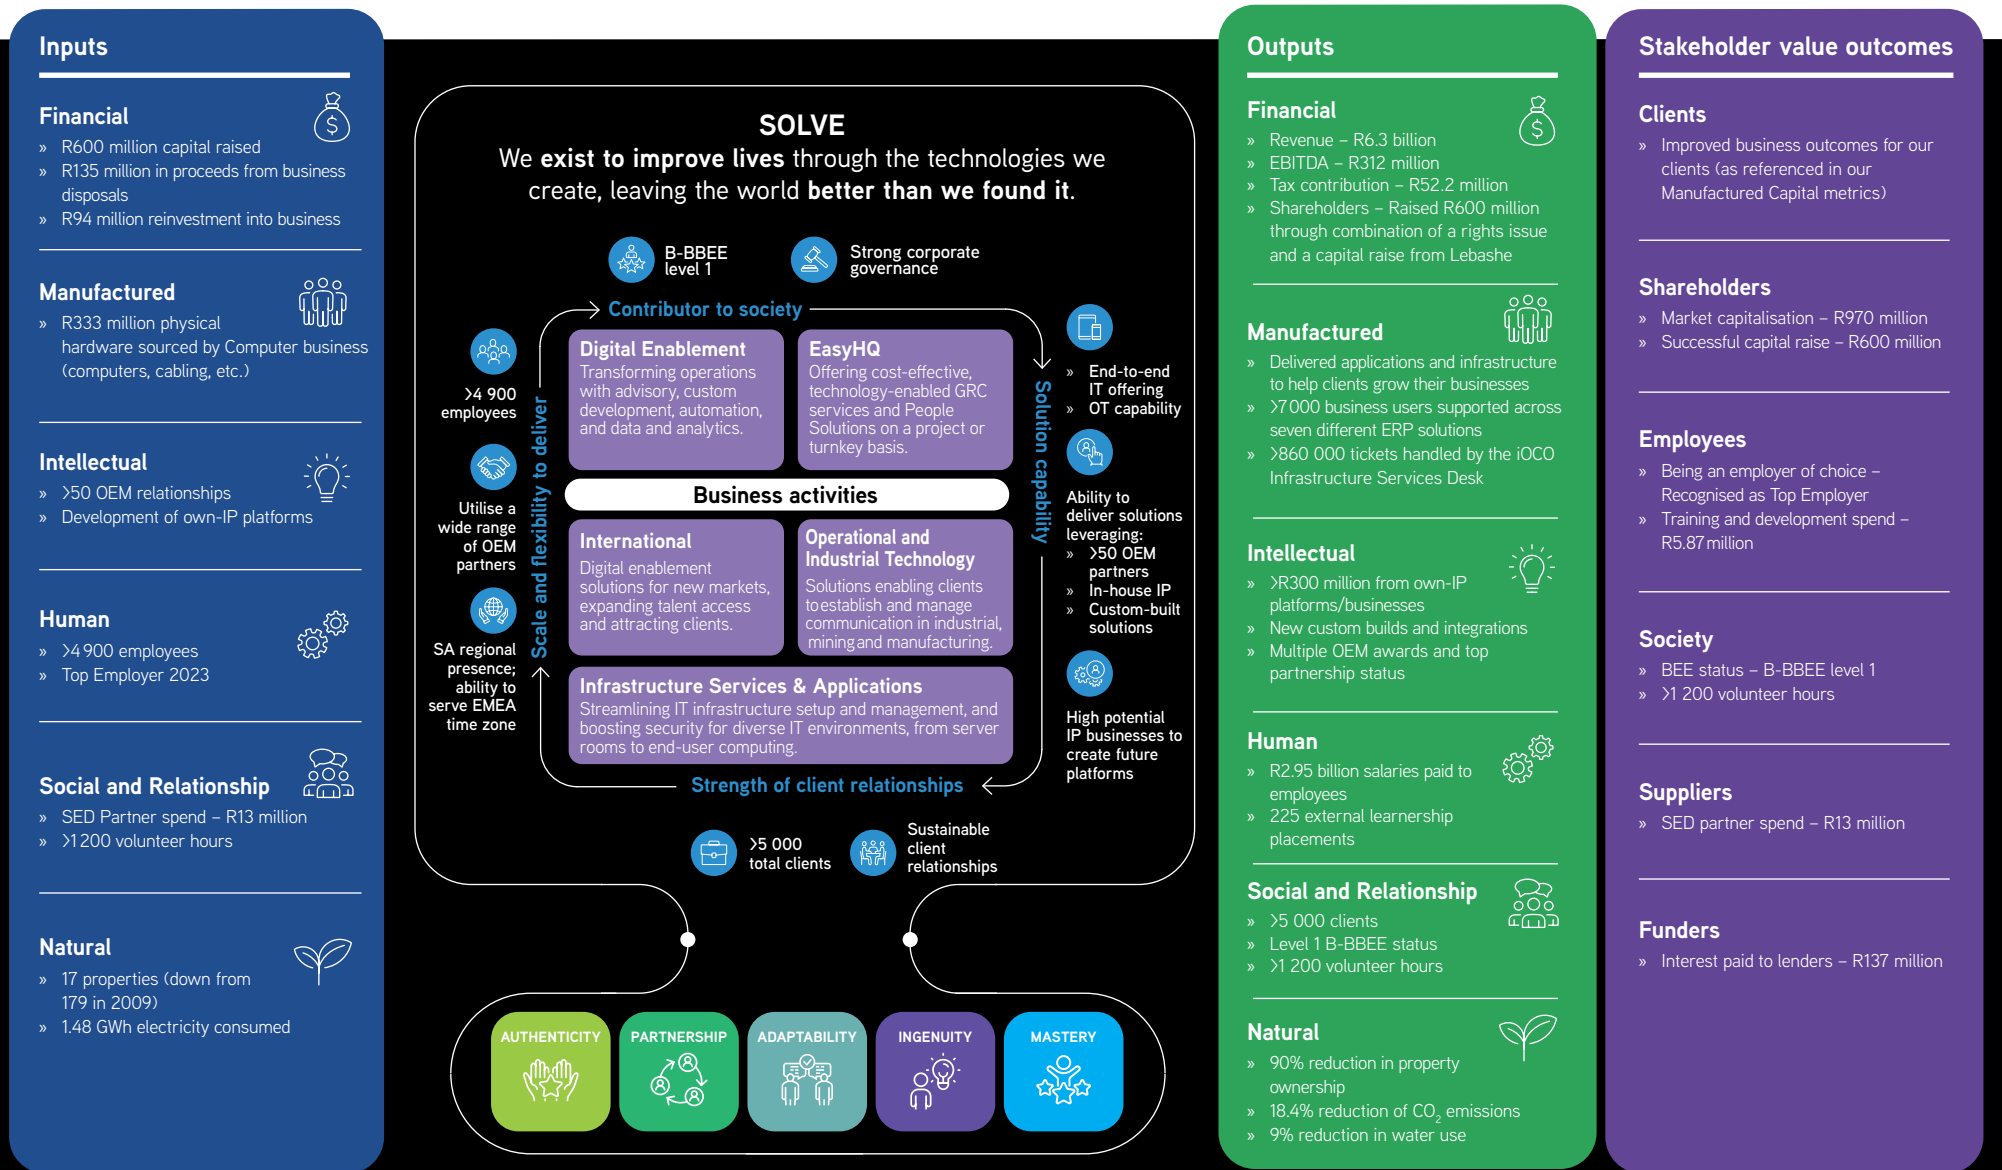 Inputs
Financial
» R600 million capital raised
» R135 million in proceeds from business
disposals
» R94 million reinvestment into business
Manufactured
» R333 million physical
hardware sourced by Computer business
(computers, cabling, etc.)
Intellectual
» >50 OEM relationships
» Development of own-IP platforms
Human
» >4 900 employees
» Top Employer 2023
Social and Relationship
» SED Partner spend – R13 million
» >1 200 volunteer hours
Natural
» 17 properties (down from
179 in 2009)
» 1.48 GWh electricity consumed
SOLVE
We exist to improve lives through the technologies we
create, leaving the world better than we found it.
B-BBEE
level 1
Strong corporate
governance
Contributor to society
>4 900
employees
Utilise a
wide range
of OEM
partners
SA regional
presence;
ability to
serve EMEA
time zone
Scale and flexibility to deliver
Digital Enablement
Transforming operations
with advisory, custom
development, automation,
and data and analytics.
EasyHQ
Offering cost-effective,
technology-enabled GRC
services and People
Solutions on a project or
turnkey basis.
Business activities
International
Digital enablement
solutions for new markets,
expanding talent access
and attracting clients.
Operational and
Industrial Technology
Solutions enabling clients
to establish and manage
communication in industrial,
mining and manufacturing.
Infrastructure Services & Applications
Streamlining IT infrastructure setup and management, and
boosting security for diverse IT environments, from server
rooms to end-user computing.
Solution capability
» End-to-end
IT offering
» OT capability
Ability to
deliver solutions
leveraging:
» >50 OEM
partners
» In-house IP
» Custom-built
solutions
High potential
IP businesses to
create future
platforms
Strength of client relationships
>5 000
total clients
Sustainable
client
relationships
AUTHENTICITY
PARTNERSHIP
ADAPTABILITY
INGENUITY
MASTERY
Outputs
Financial
» Revenue – R6.3 billion
» EBITDA – R312 million
» Tax contribution – R52.2 million
» Shareholders – Raised R600 million
through combination of a rights issue
and a capital raise from Lebashe
Manufactured
» Delivered applications and infrastructure
to help clients grow their businesses
» >7 000 business users supported across
seven different ERP solutions
» >860 000 tickets handled by the iOCO
Infrastructure Services Desk
Intellectual
» >R300 million from own-IP
platforms/businesses
» New custom builds and integrations
» Multiple OEM awards and top
partnership status
Human
» R2.95 billion salaries paid to
employees
» 225 external learnership
placements
Social and Relationship
» >5 000 clients
» Level 1 B-BBEE status
» >1 200 volunteer hours
Natural
» 90% reduction in property
ownership
» 18.4% reduction of CO₂ emissions
» 9% reduction in water use
Stakeholder value outcomes
Clients
» Improved business outcomes for our
clients (as referenced in our
Manufactured Capital metrics)
Shareholders
» Market capitalisation – R970 million
» Successful capital raise – R600 million
Employees
» Being an employer of choice –
Recognised as Top Employer
» Training and development spend –
R5.87 million
Society
» BEE status – B-BBEE level 1
» >1 200 volunteer hours
Suppliers
» SED partner spend – R13 million
Funders
» Interest paid to lenders – R137 million